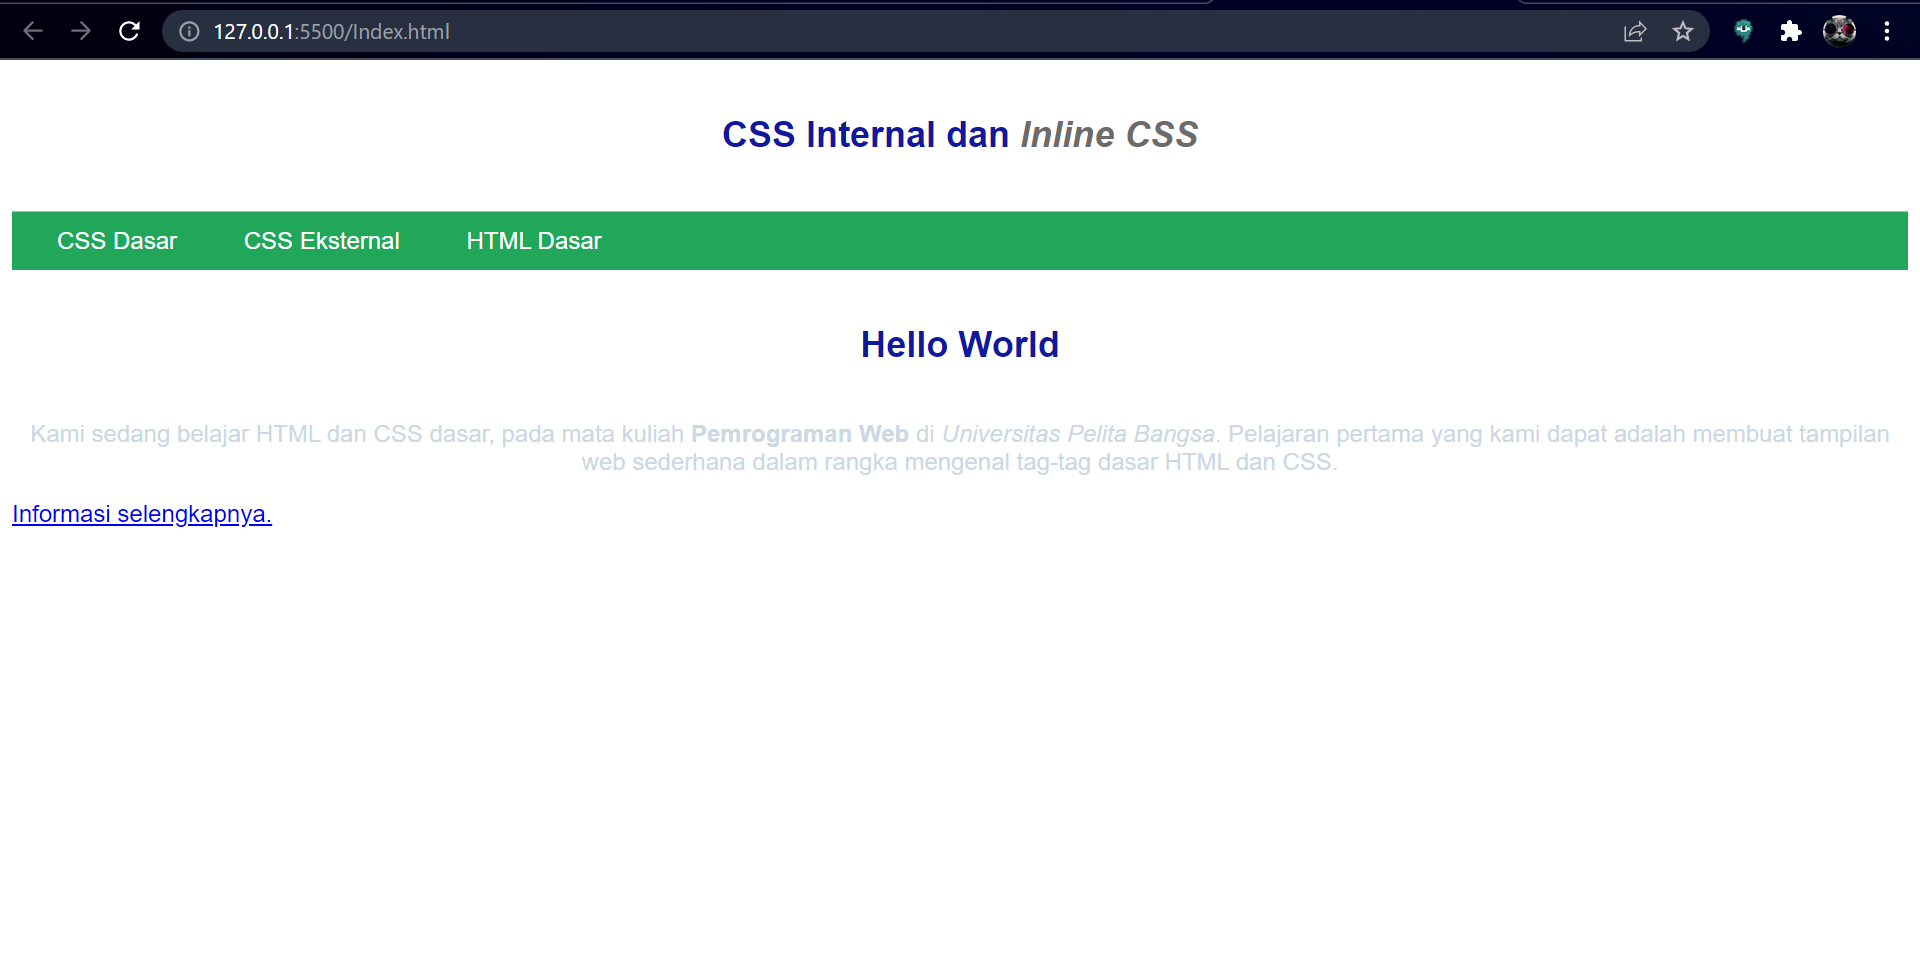 127.0.0.1:5500/Index.html
CSS Internal dan Inline CSS
CSS Dasar CSS Eksternal HTML Dasar
Hello World
Kami sedang belajar HTML dan CSS dasar, pada mata kuliah Pemrograman Web di Universitas Pelita Bangsa. Pelajaran pertama yang kami dapat adalah membuat tampilan
web sederhana dalam rangka mengenal tag-tag dasar HTML dan CSS.
Informasi selengkapnya.